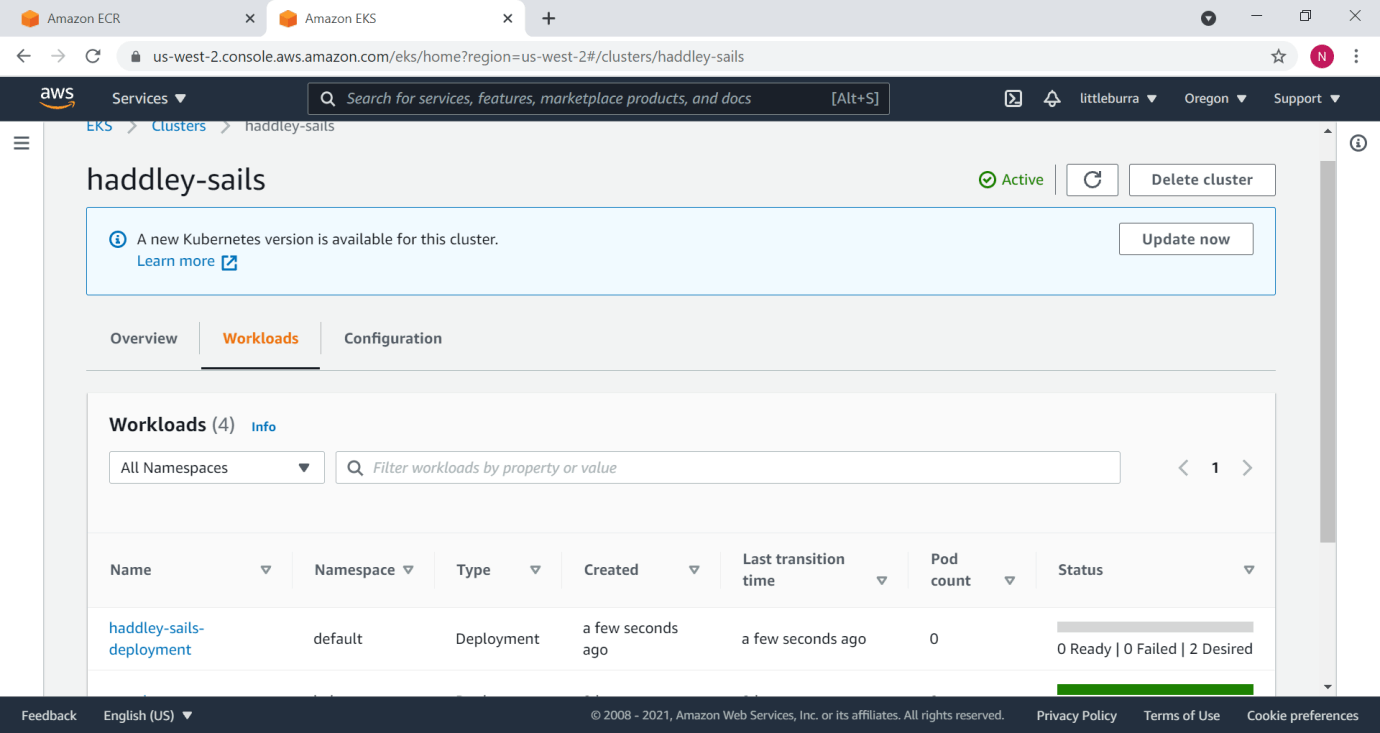 Amazon ECR
Amazon EKS
us-west-2.console.aws.amazon.com/eks/home?region=us-west-2#/clusters/haddley-sails
N
aws
Services
Search for services, features, marketplace products, and docs
[Alt+S]
littleburra
Oregon
Support
EKS
Clusters
haddley-sails
haddley-sails
Active
Delete cluster
A new Kubernetes version is available for this cluster.
Learn more
Update now
Overview
Workloads
Configuration
Workloads (4)
Info
All Namespaces
Filter workloads by property or value
1
Name
Namespace
Type
Created
Last transition
time
Pod
count
Status
haddley-sails-
deployment
default
Deployment
a few seconds
ago
a few seconds ago
0
0 Ready | 0 Failed | 2 Desired
Feedback
English (US)
© 2008 - 2021, Amazon Web Services, Inc. or its affiliates. All rights reserved.
Privacy Policy
Terms of Use
Cookie preferences